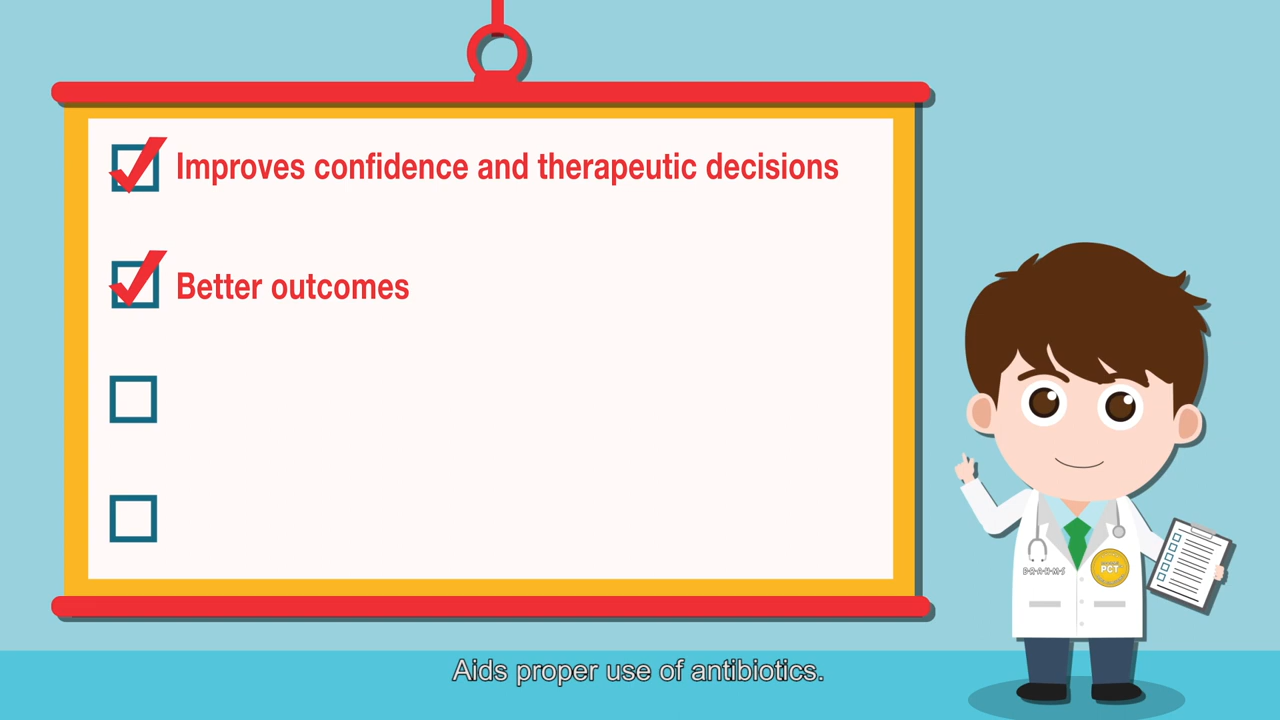 Improves confidence and therapeutic decisions
Better outcomes
B·R·A·H·M·S
PCT
Aids proper use of antibiotics.